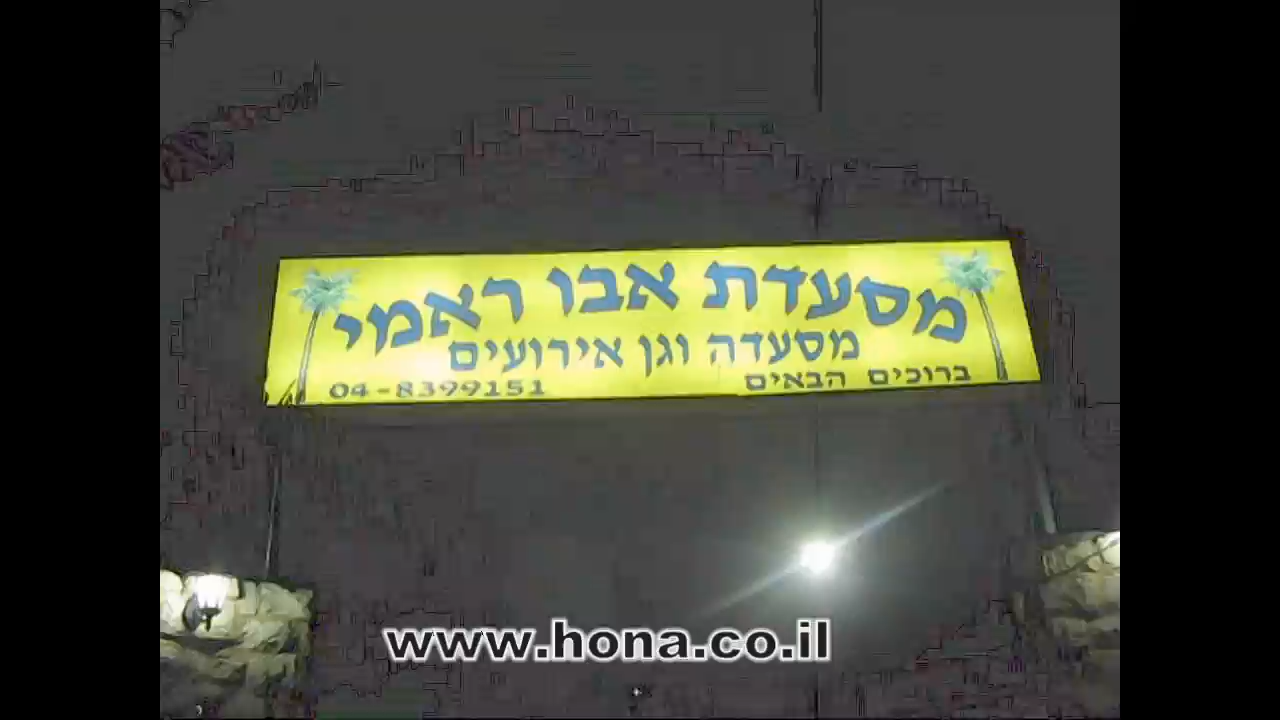 מסעדת אבו ראמי
מסעדה וגן אירועים
ברוכים הבאים
04-8399151
www.hona.co.il